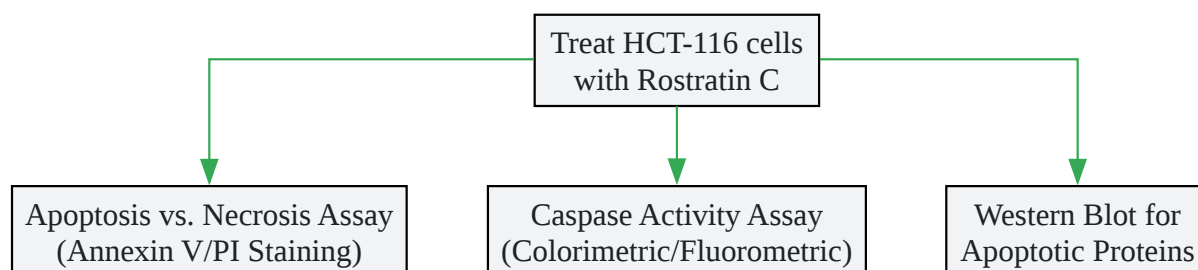 Treat HCT-116 cells
with Rostratin C
Apoptosis vs. Necrosis Assay
(Annexin V/PI Staining)
Caspase Activity Assay
(Colorimetric/Fluorometric)
Western Blot for
Apoptotic Proteins